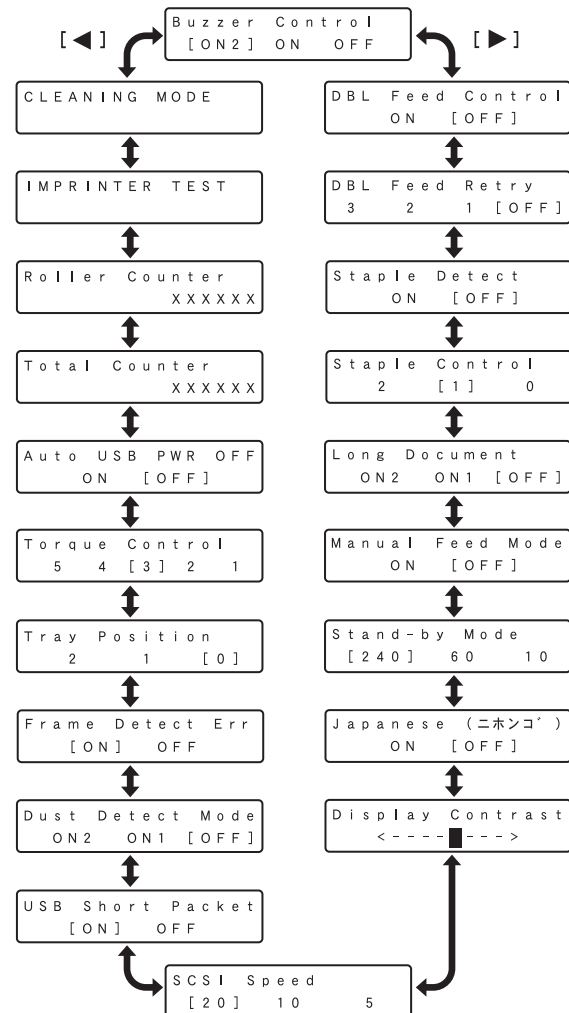 Buzzer Control
[ON2] ON OFF
[◀]
[▶]
CLEANING MODE
IMPRINTER TEST
Roller Counter
XXXXXX
Total Counter
XXXXXX
Auto USB PWR OFF
ON [OFF]
Torque Control
5 4 [3] 2 1
Tray Position
2 1 [0]
Frame Detect Err
[ON] OFF
Dust Detect Mode
ON2 ON1 [OFF]
USB Short Packet
[ON] OFF
DBL Feed Control
ON [OFF]
DBL Feed Retry
3 2 1 [OFF]
Staple Detect
ON [OFF]
Staple Control
2 [1] 0
Long Document
ON2 ON1 [OFF]
Manual Feed Mode
ON [OFF]
Stand-by Mode
[240] 60 10
Japanese (ニホンゴ)
ON [OFF]
Display Contrast
<----█--->
SCSI Speed
[20] 10 5